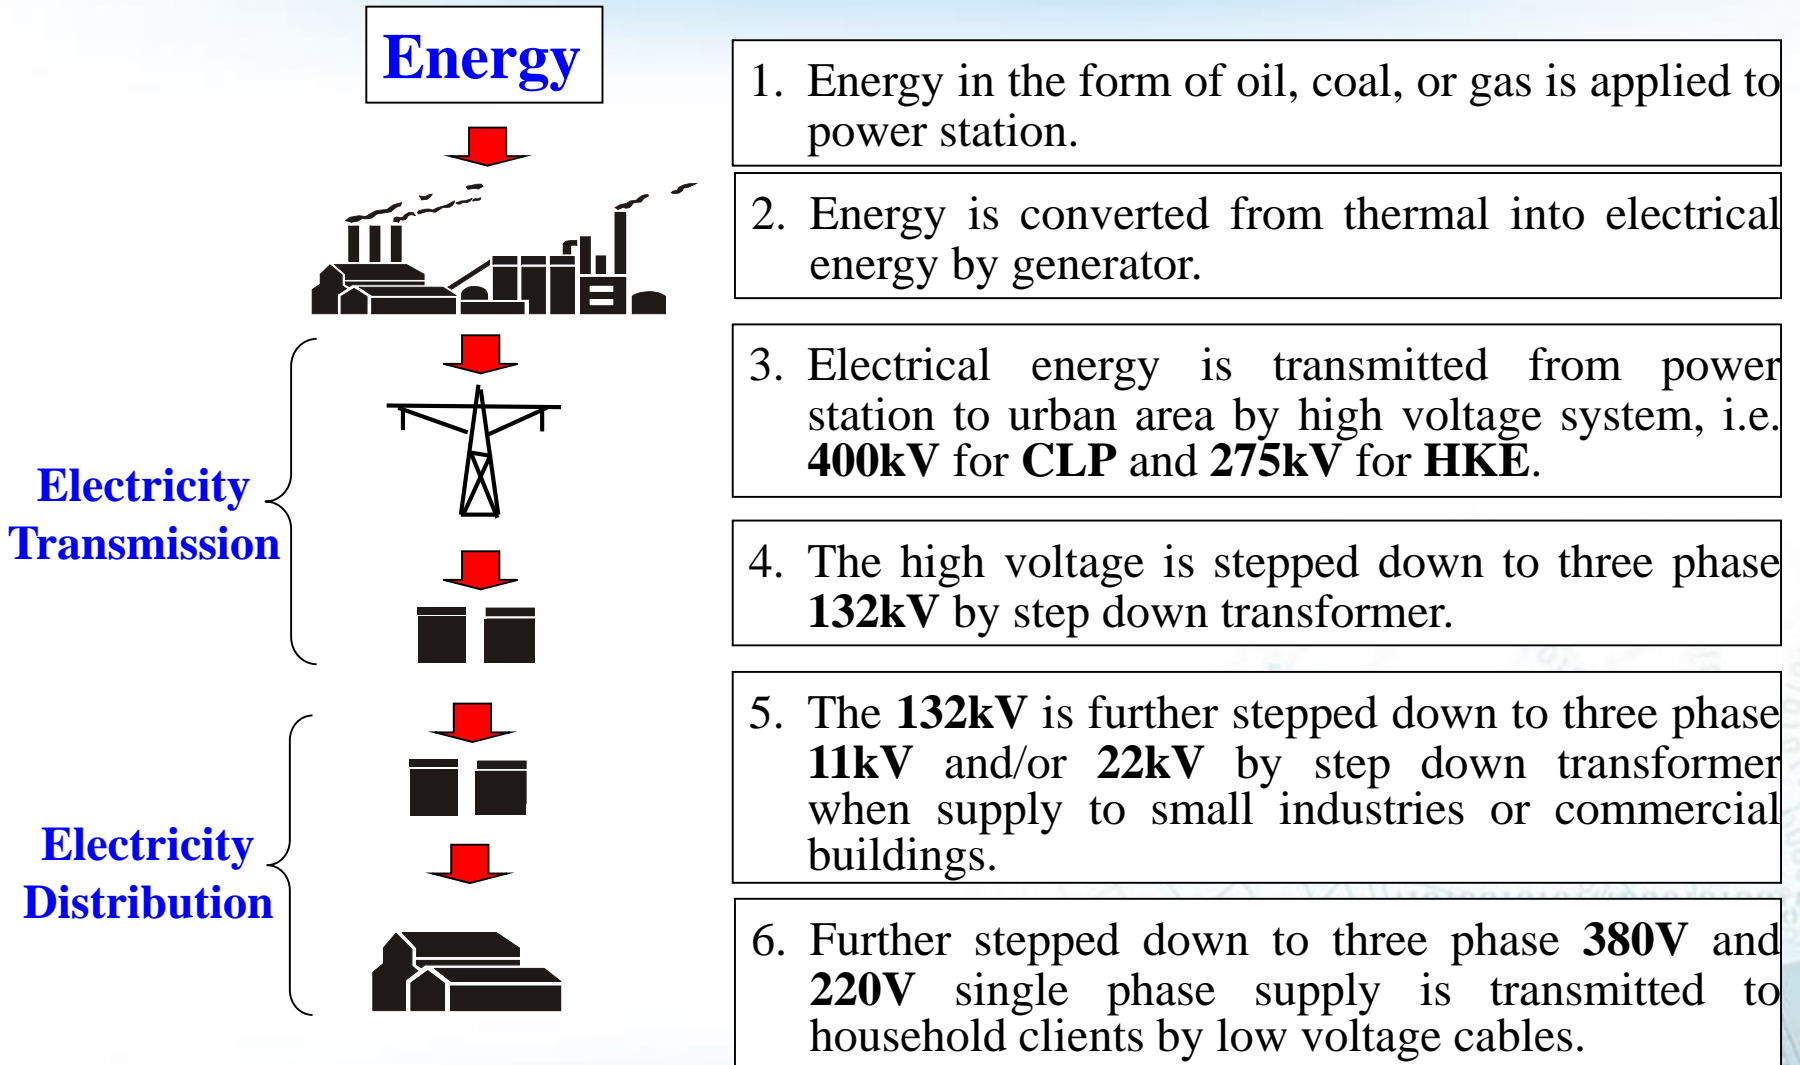 Energy
1. Energy in the form of oil, coal, or gas is applied to
power station.
2. Energy is converted from thermal into electrical
energy by generator.
3. Electrical energy is transmitted from power
station to urban area by high voltage system, i.e.
400kV for CLP and 275kV for HKE.
Electricity
Transmission
4. The high voltage is stepped down to three phase
132kV by step down transformer.
5. The 132kV is further stepped down to three phase
11kV and/or 22kV by step down transformer
when supply to small industries or commercial
buildings.
Electricity
Distribution
6. Further stepped down to three phase 380V and
220V single phase supply is transmitted to
household clients by low voltage cables.